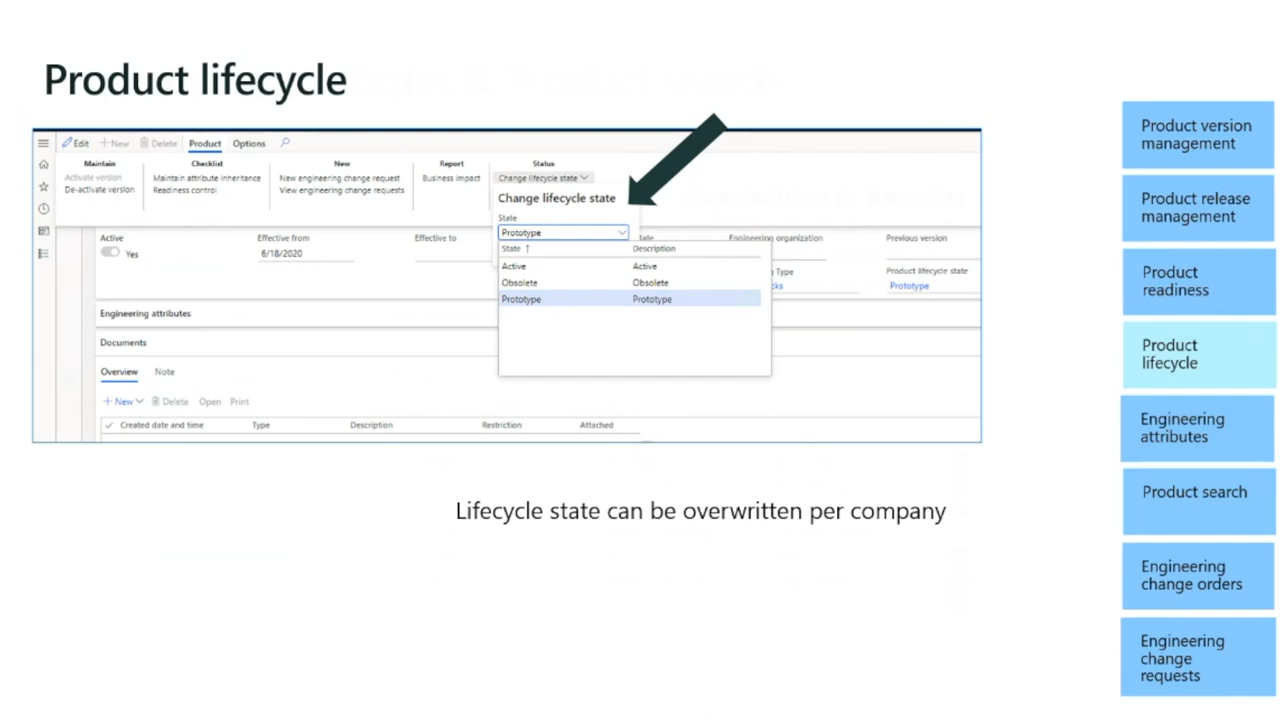 Product lifecycle
Edit + New Delete Product Options
Maintain Checklist New Report Status
Activate version Maintain attribute inheritance New engineering change request Business impact Change lifecycle state
De-activate version Readiness control View engineering change requests
Change lifecycle state
State
Prototype
State ↑ Description
Active Active
Obsolete Obsolete
Prototype Prototype
Active Effective from Effective to Engineering organization Previous version
Yes 6/18/2020
Type Product lifecycle state
Prototype
Engineering attributes
Documents
Overview Note
+ New Delete Open Print
Created date and time Type Description Restriction Attached
Lifecycle state can be overwritten per company
Product version
management
Product release
management
Product
readiness
Product
lifecycle
Engineering
attributes
Product search
Engineering
change orders
Engineering
change
requests